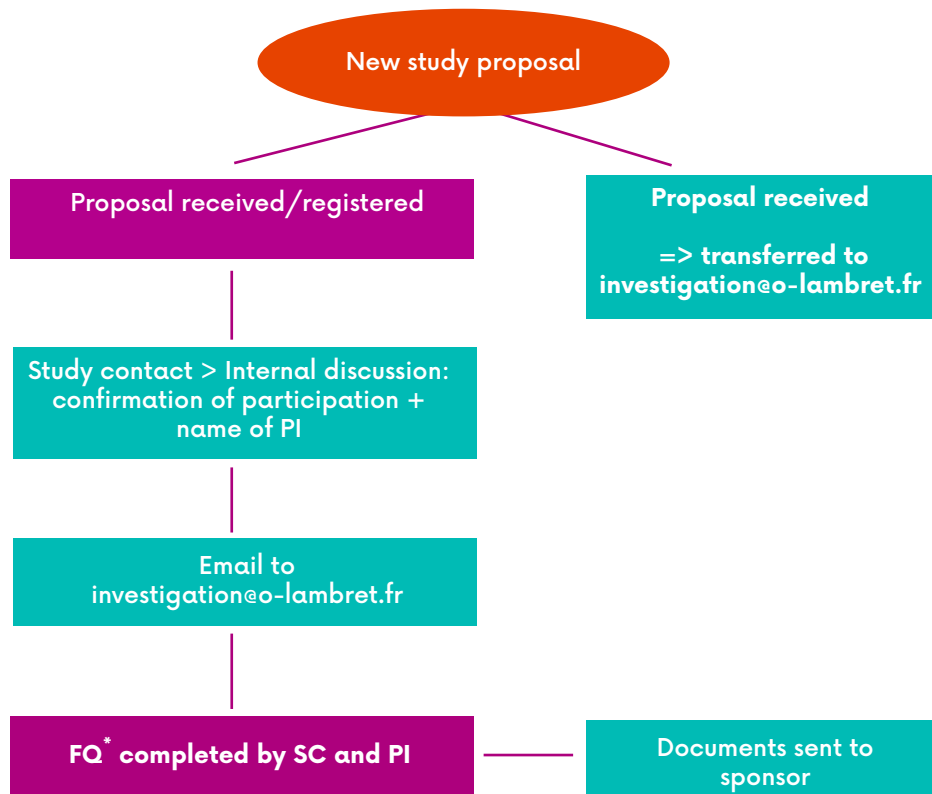 New study proposal
Proposal received/registered
Proposal received
=> transferred to
investigation@o-lambret.fr
Study contact > Internal discussion:
confirmation of participation +
name of PI
Email to
investigation@o-lambret.fr
FQ* completed by SC and PI
Documents sent to
sponsor